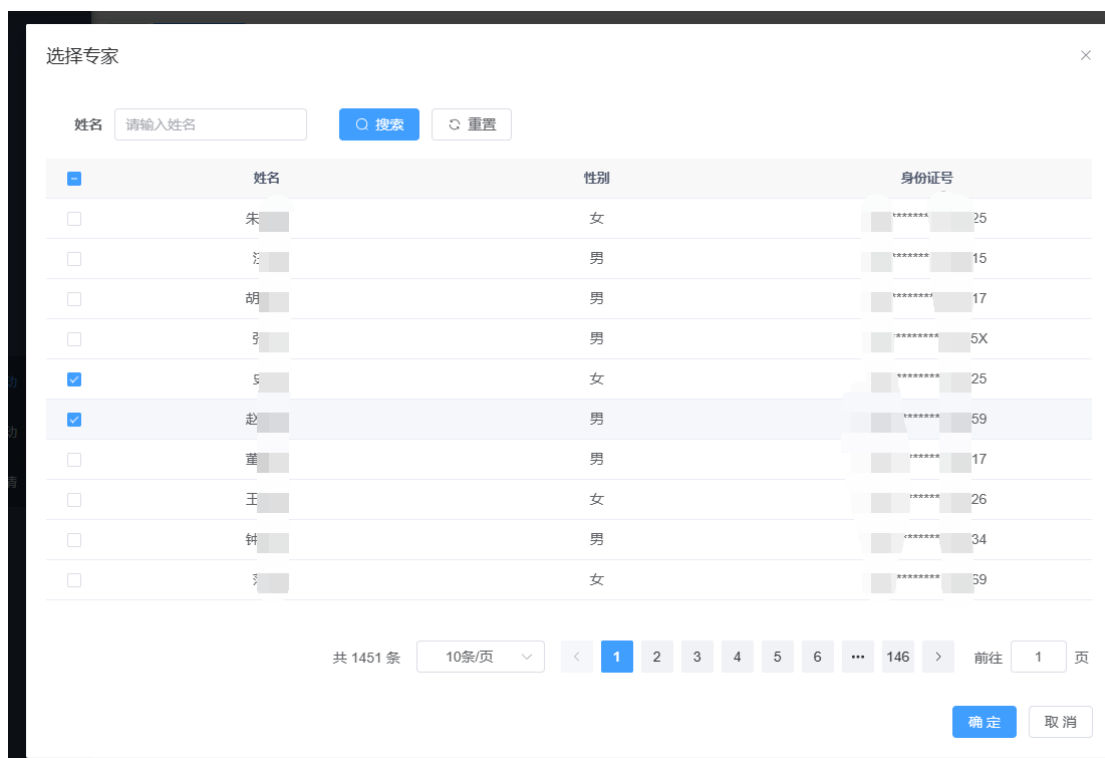 选择专家
姓名 请输入姓名 搜索 重置
姓名 性别 身份证号
朱 女 ******* 25
男 ******* 15
胡 男 ******* 17
男 ******** 5X
女 ******** 25
赵 男 ******* 59
董 男 ****** 17
王 女 ****** 26
钟 男 ******* 34
女 ******** 69
共 1451 条 10条/页 < 1 2 3 4 5 6 ••• 146 > 前往 1 页
确定 取消